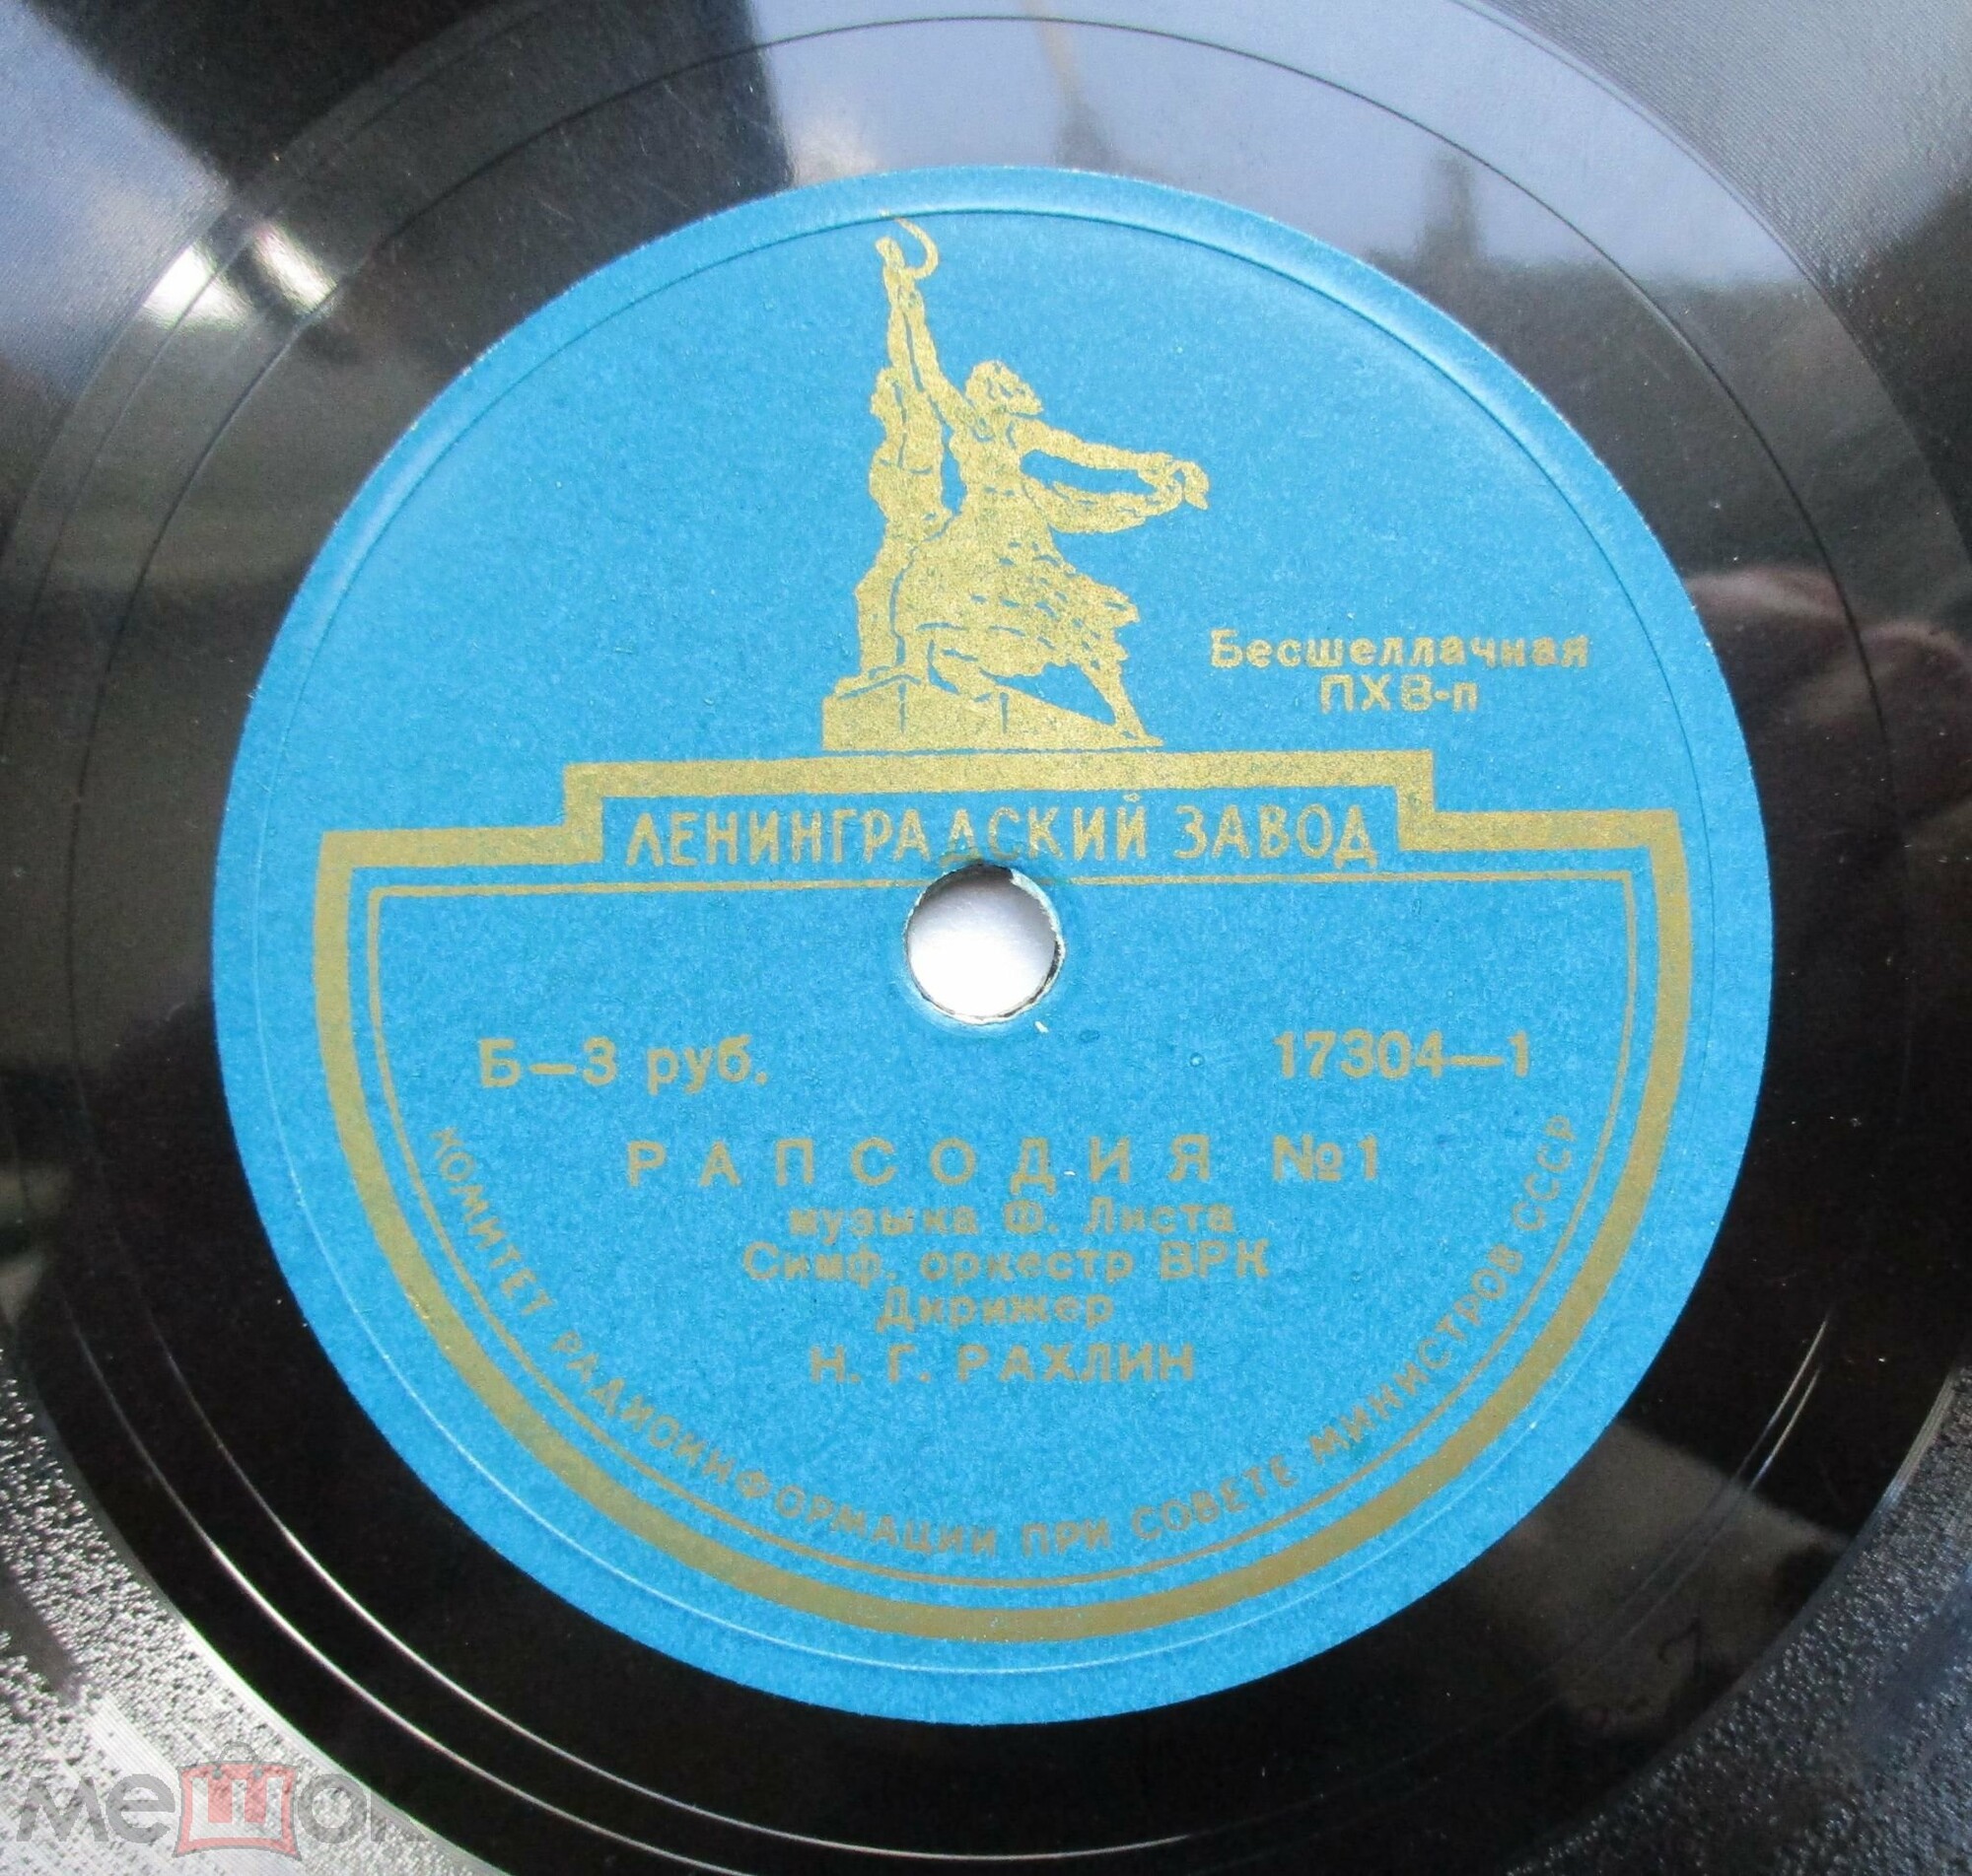 Бесшеллачная
ПХВ-п
ЛЕНИНГРАДСКИЙ ЗАВОД
Б—3 руб.
17304—1
РАПСОДИЯ №1
музыка Ф. Листа
Симф. оркестр ВРК
Дирижер
Н. Г. РАХЛИН
КОМИТЕТ РАДИОИНФОРМАЦИИ ПРИ СОВЕТЕ МИНИСТРОВ СССР
мешок